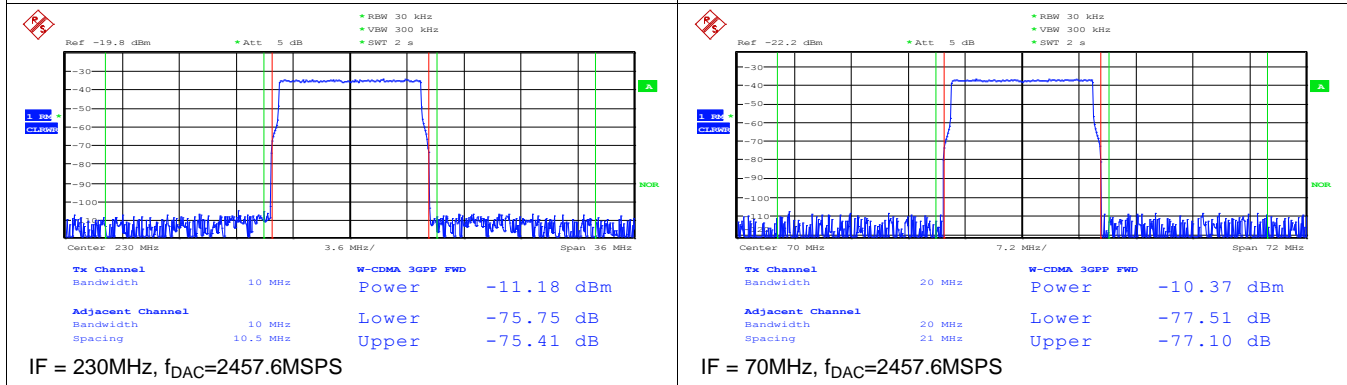 R S
* RBW 30 kHz
* VBW 300 kHz
Ref -19.8 dBm * Att 5 dB * SWT 2 s
-30
-40
-50
-60
-70
-80
-90
-100
A
1 RM *
CLRWR
NOR
Center 230 MHz 3.6 MHz/ Span 36 MHz
Tx Channel W-CDMA 3GPP FWD
Bandwidth 10 MHz Power -11.18 dBm
Adjacent Channel
Bandwidth 10 MHz Lower -75.75 dB
Spacing 10.5 MHz Upper -75.41 dB
IF = 230MHz, fDAC=2457.6MSPS
R S
* RBW 30 kHz
* VBW 300 kHz
Ref -22.2 dBm * Att 5 dB * SWT 2 s
-30
-40
-50
-60
-70
-80
-90
-100
-110
A
1 RM *
CLRWR
NOR
Center 70 MHz 7.2 MHz/ Span 72 MHz
Tx Channel W-CDMA 3GPP FWD
Bandwidth 20 MHz Power -10.37 dBm
Adjacent Channel
Bandwidth 20 MHz Lower -77.51 dB
Spacing 21 MHz Upper -77.10 dB
IF = 70MHz, fDAC=2457.6MSPS